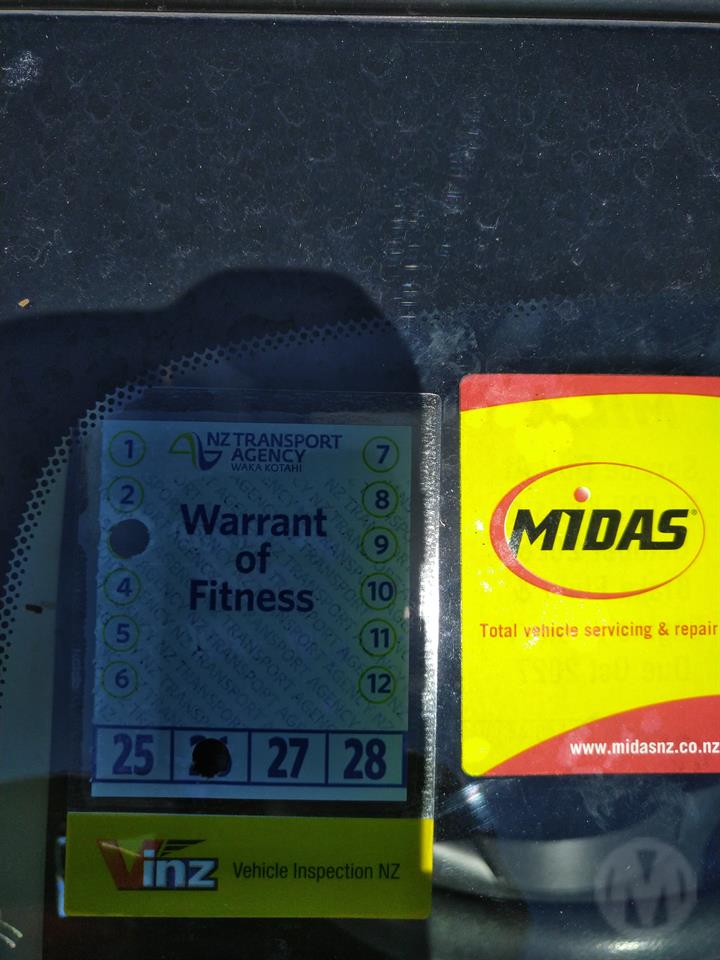 1
NZ TRANSPORT
AGENCY
WAKA KOTAHI
7
2
8
Warrant
of
Fitness
9
4
10
5
11
6
12
25
27
28
Vinz
Vehicle Inspection NZ
MIDAS
Total vehicle servicing & repair
www.midasnz.co.nz
M